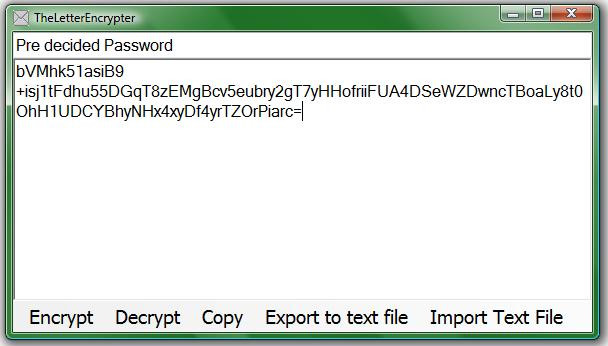 TheLetterEncrypter
Pre decided Password
bVMhk51asiB9
+isj1tFdhu55DGqT8zEMgBcv5eubry2gT7yHHofriiFUA4DSeWZDwncTBoaLy8t0
OhH1UDCYBhyNHx4xyDf4yrTZOrPiarc=
Encrypt Decrypt Copy Export to text file Import Text File